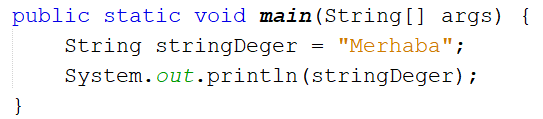 public static void main(String[] args) {
    String stringDeger = "Merhaba";
    System.out.println(stringDeger);
}